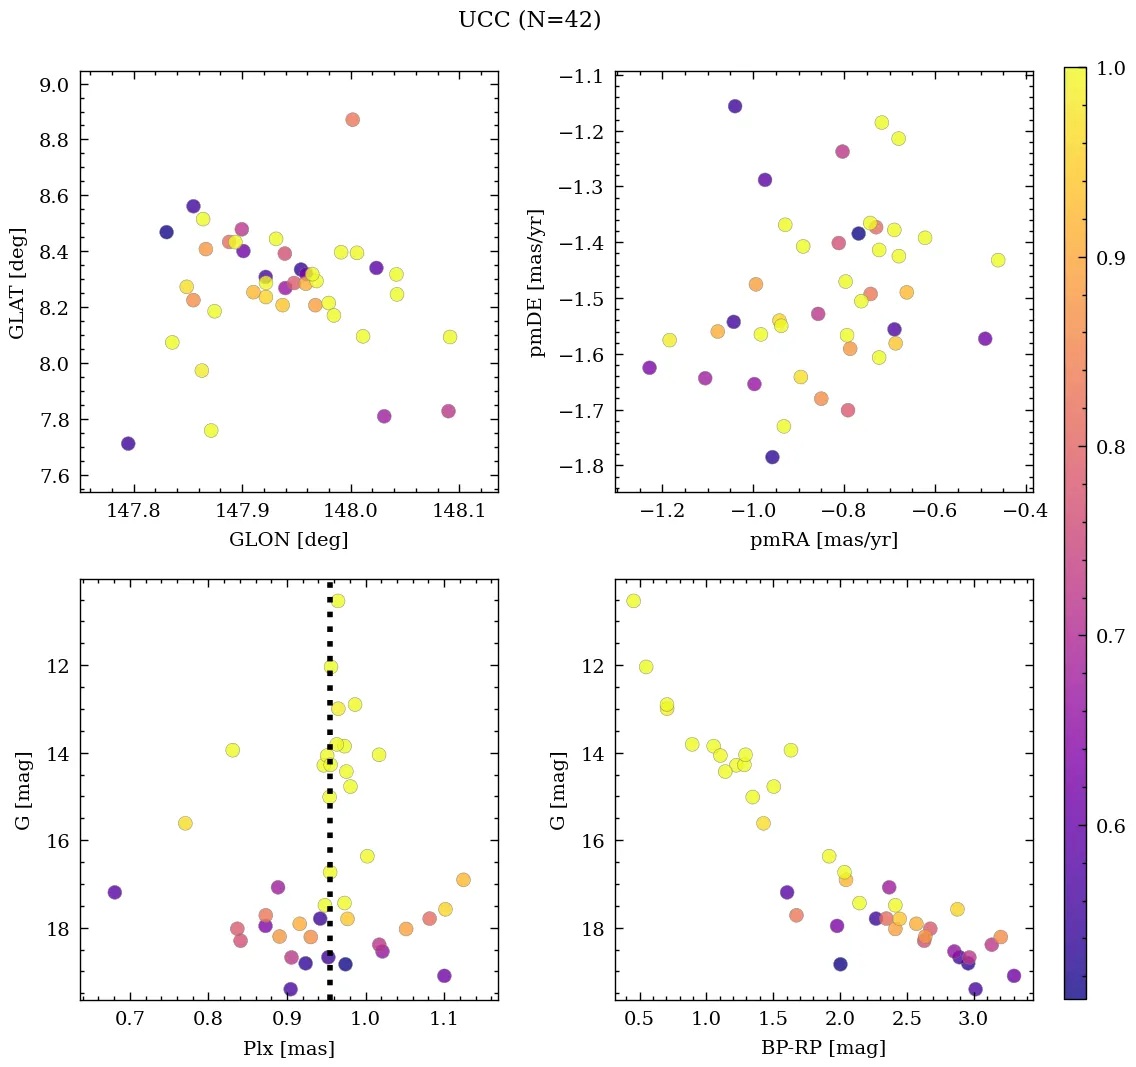 UCC (N=42)
9.0
8.8
8.6
8.4
8.2
8.0
7.8
7.6
GLAT [deg]
147.8 147.9 148.0 148.1
GLON [deg]
−1.1
−1.2
−1.3
−1.4
−1.5
−1.6
−1.7
−1.8
pmDE [mas/yr]
−1.2 −1.0 −0.8 −0.6 −0.4
pmRA [mas/yr]
12
14
16
18
G [mag]
0.7 0.8 0.9 1.0 1.1
Plx [mas]
12
14
16
18
G [mag]
0.5 1.0 1.5 2.0 2.5 3.0
BP-RP [mag]
1.0
0.9
0.8
0.7
0.6